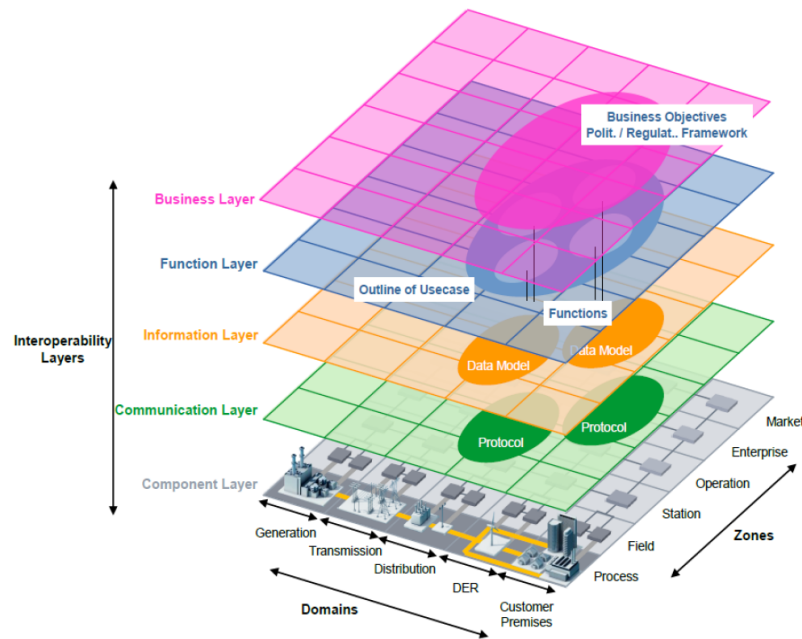 Business Objectives
Polit. / Regulat.. Framework
Business Layer
Function Layer
Outline of Usecase
Functions
Interoperability
Layers
Information Layer
Data Model
Data Model
Communication Layer
Protocol
Protocol
Component Layer
Market
Enterprise
Operation
Station
Field
Process
Zones
Generation
Transmission
Distribution
DER
Customer
Premises
Domains